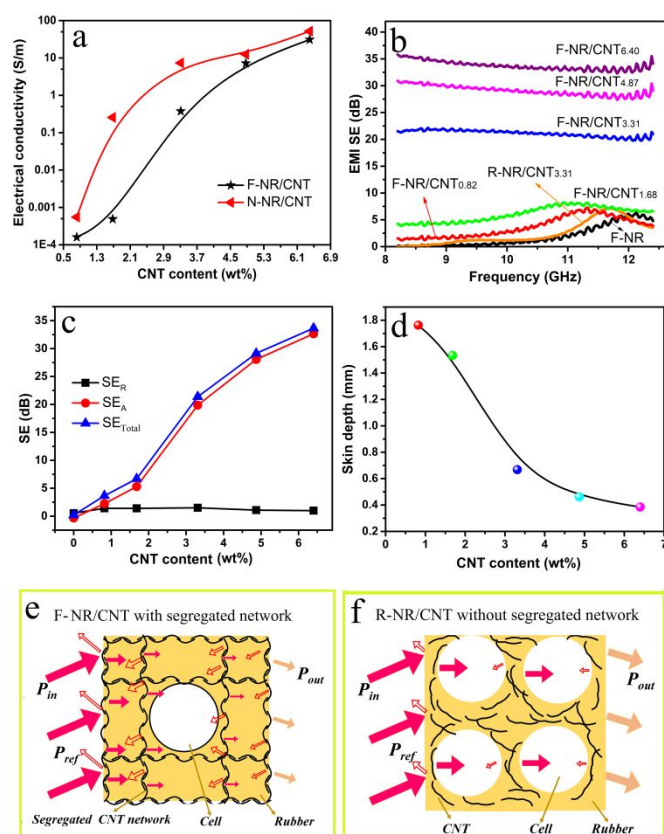 a
Electrical conductivity (S/m)
100
10
1
0.1
0.01
0.001
1E-4
F-NR/CNT
N-NR/CNT
0.5 1.3 2.1 2.9 3.7 4.5 5.3 6.1 6.9
CNT content (wt%)
b
EMI SE (dB)
45
40
35
30
25
20
15
10
5
0
F-NR/CNT6.40
F-NR/CNT4.87
F-NR/CNT3.31
R-NR/CNT3.31
F-NR/CNT0.82
F-NR/CNT1.68
F-NR
8 9 10 11 12 13
Frequency (GHz)
c
SE (dB)
35
30
25
20
15
10
5
0
SER
SEA
SETotal
0 1 2 3 4 5 6
CNT content (wt%)
d
Skin depth (mm)
1.8
1.6
1.4
1.2
1.0
0.8
0.6
0.4
0.2
0 1 2 3 4 5 6 7
CNT content (wt%)
e
F- NR/CNT with segregated network
Pin
Pout
Pref
Segregated CNT network
Cell
Rubber
f
R-NR/CNT without segregated network
Pin
Pout
Pref
CNT
Cell
Rubber